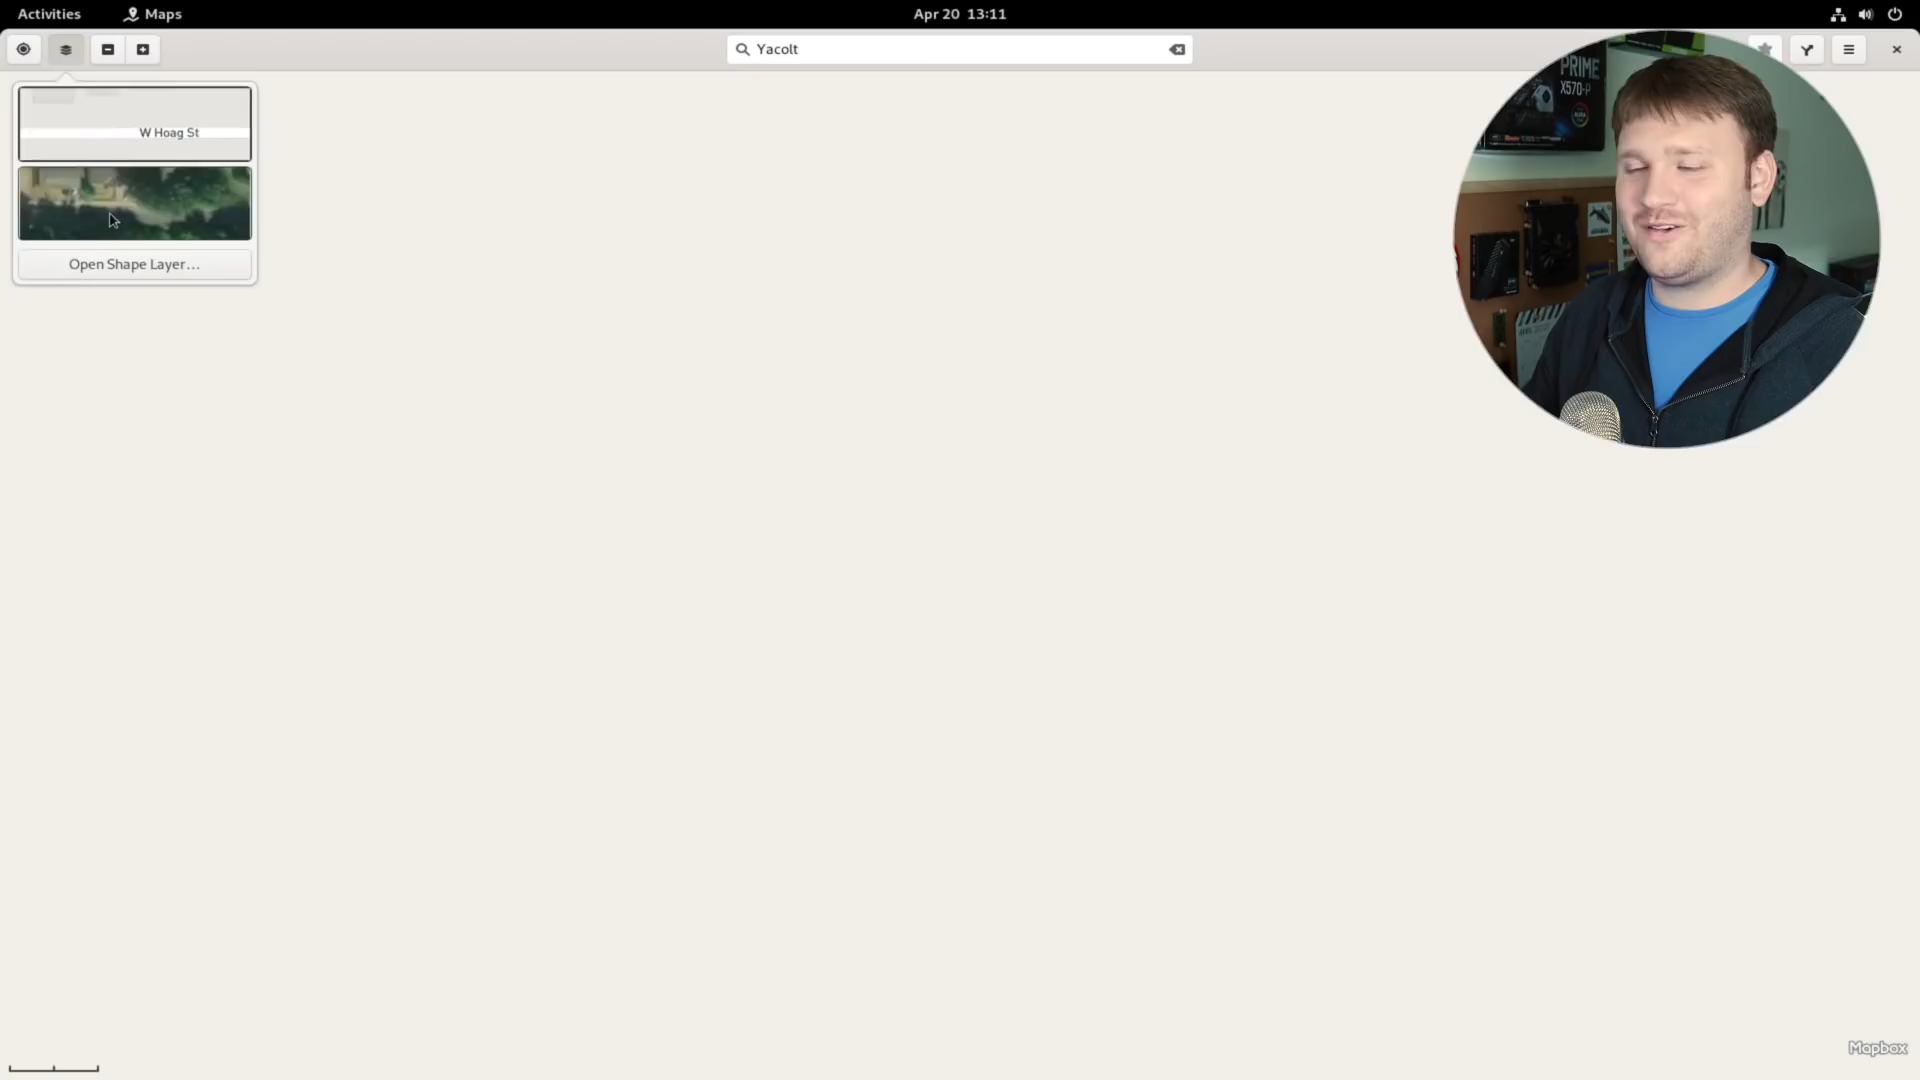 Activities
Maps
Apr 20 13:11
Yacolt
W Hoag St
Open Shape Layer...
PRIME
X570-P
Mapbox